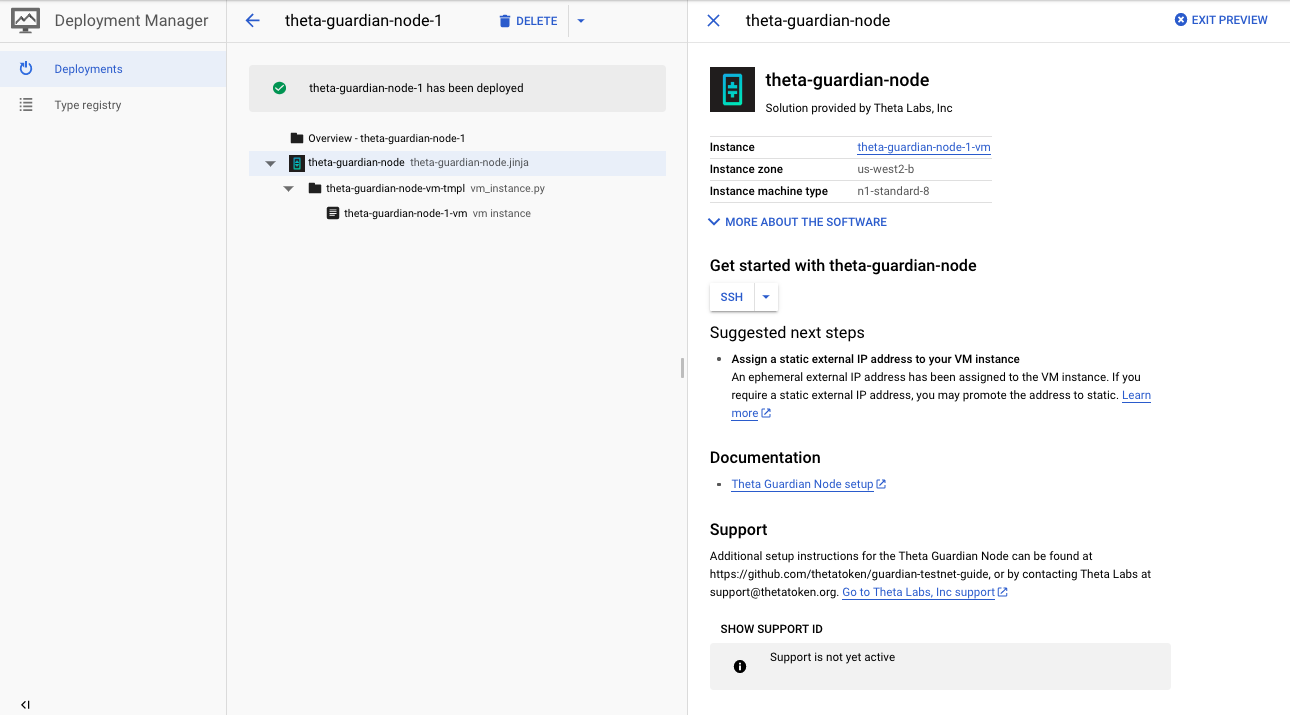 Deployment Manager
Deployments
Type registry
theta-guardian-node-1
DELETE
theta-guardian-node-1 has been deployed
Overview - theta-guardian-node-1
theta-guardian-node theta-guardian-node.jinja
theta-guardian-node-vm-tmpl vm_instance.py
theta-guardian-node-1-vm vm instance
theta-guardian-node
EXIT PREVIEW
theta-guardian-node
Solution provided by Theta Labs, Inc
Instance theta-guardian-node-1-vm
Instance zone us-west2-b
Instance machine type n1-standard-8
MORE ABOUT THE SOFTWARE
Get started with theta-guardian-node
SSH
Suggested next steps
Assign a static external IP address to your VM instance
An ephemeral external IP address has been assigned to the VM instance. If you
require a static external IP address, you may promote the address to static. Learn
more
Documentation
Theta Guardian Node setup
Support
Additional setup instructions for the Theta Guardian Node can be found at
https://github.com/thetatoken/guardian-testnet-guide, or by contacting Theta Labs at
support@thetatoken.org. Go to Theta Labs, Inc support
SHOW SUPPORT ID
Support is not yet active